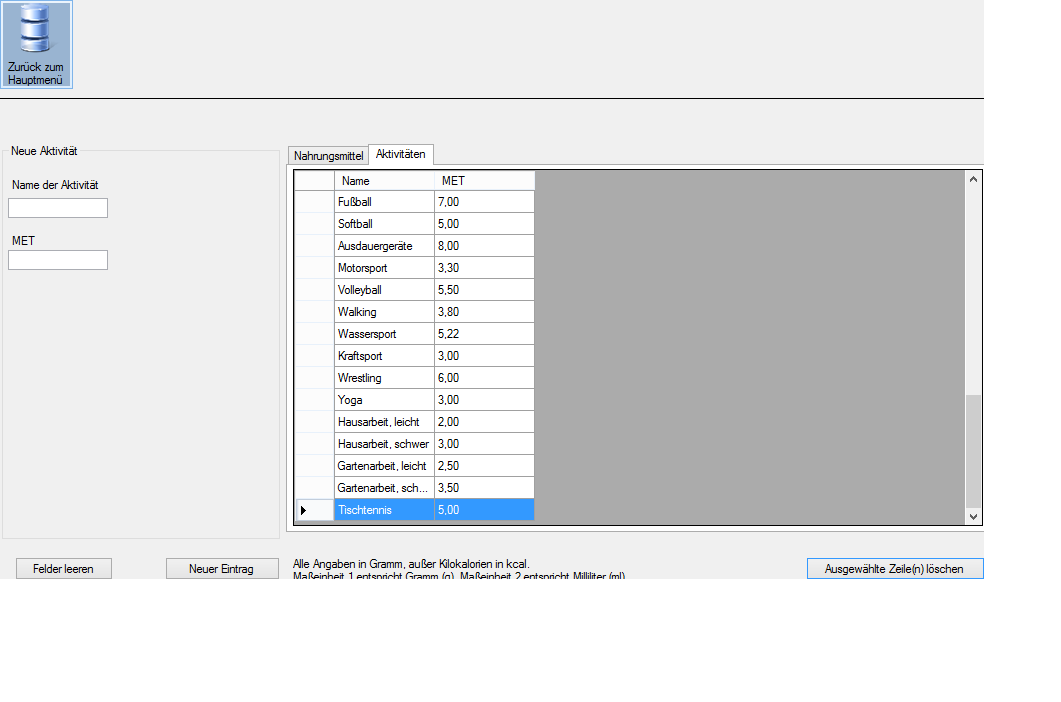 Zurück zum
Hauptmenü
Neue Aktivität
Name der Aktivität
MET
Nahrungsmittel Aktivitäten
Name MET
Fußball 7,00
Softball 5,00
Ausdauergeräte 8,00
Motorsport 3,30
Volleyball 5,50
Walking 3,80
Wassersport 5,22
Kraftsport 3,00
Wrestling 6,00
Yoga 3,00
Hausarbeit, leicht 2,00
Hausarbeit, schwer 3,00
Gartenarbeit, leicht 2,50
Gartenarbeit, sch... 3,50
Tischtennis 5,00
Felder leeren
Neuer Eintrag
Alle Angaben in Gramm, außer Kilokalorien in kcal.
Maßeinheit 1 entspricht Gramm (g), Maßeinheit 2 entspricht Milliliter (ml)
Ausgewählte Zeile(n) löschen